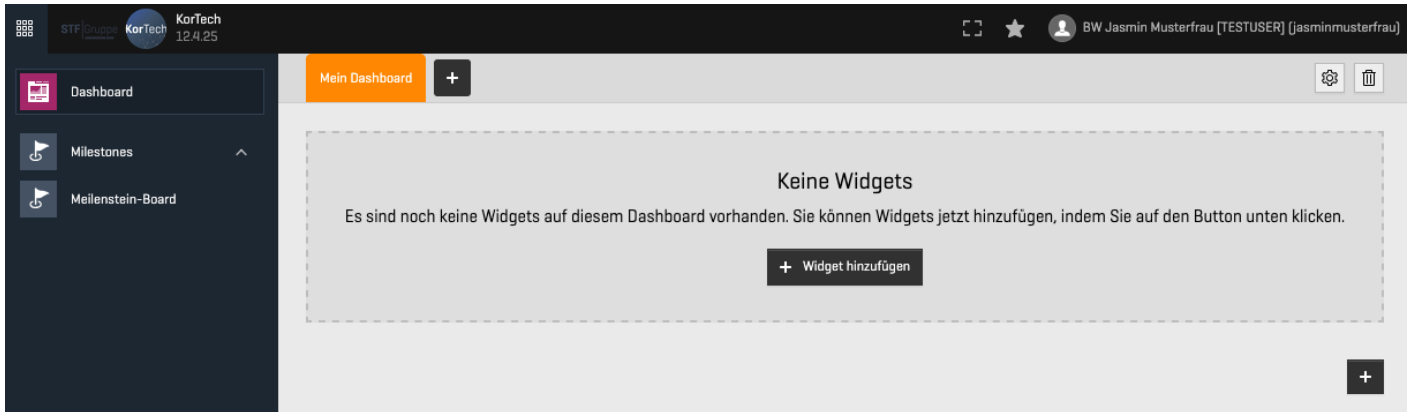 STF Gruppe KorTech
KorTech
12.4.25
BW Jasmin Musterfrau [TESTUSER] (jasminmusterfrau)
Dashboard
Milestones
Meilenstein-Board
Mein Dashboard
Keine Widgets
Es sind noch keine Widgets auf diesem Dashboard vorhanden. Sie können Widgets jetzt hinzufügen, indem Sie auf den Button unten klicken.
+ Widget hinzufügen